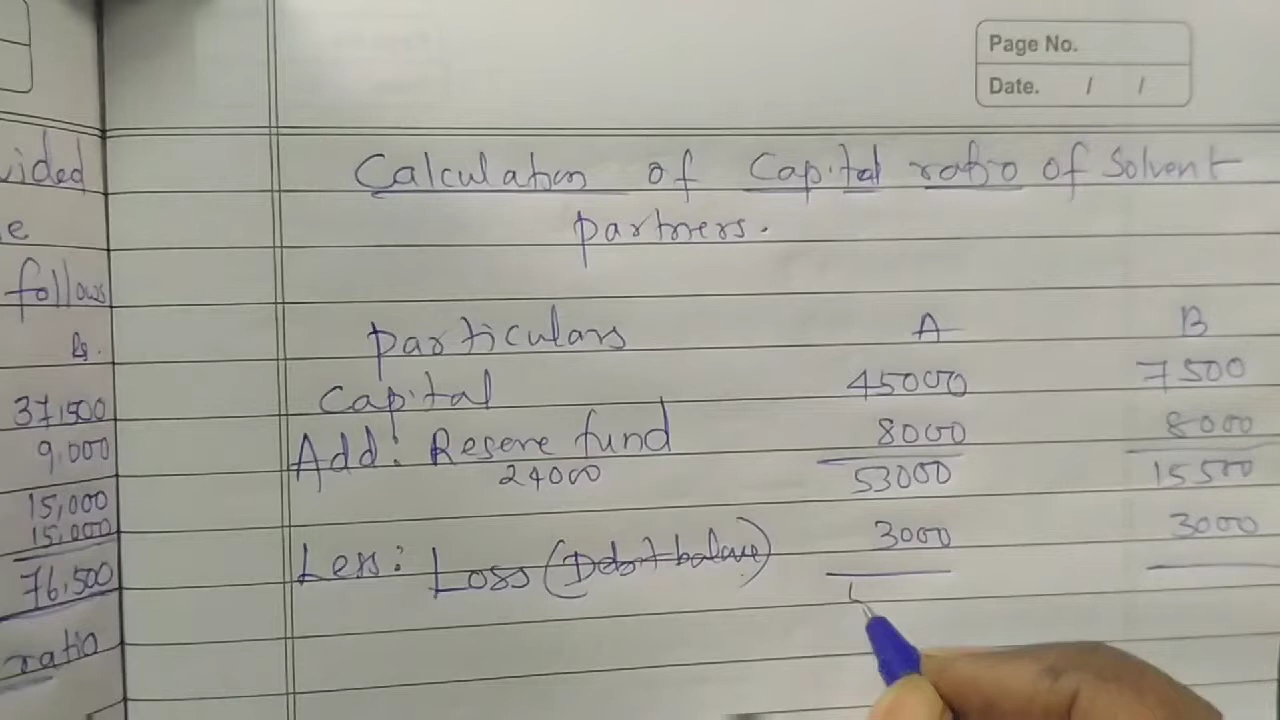 Page No.
Date. / /
vided
e
follows
Rs.
37,500
9,000
15,000
15,000
76,500
ratio
Calculation of Capital ratio of Solvent
partners.
Particulars A B
Capital 45000 7500
Add: Reserve fund 8000 8000
24000 53000 15500
Less: Loss (Debit balance) 3000 3000